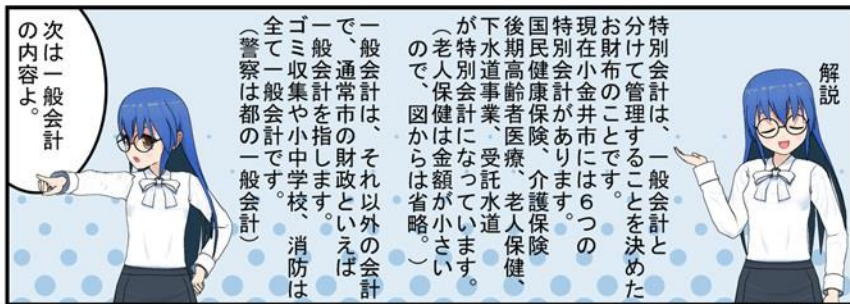 解説
特別会計は、一般会計と
分けて管理することを決めた
お財布のことです。
現在小金井市には６つの
特別会計があります。
国民健康保険、介護保険
後期高齢者医療、老人保健、
下水道事業、受託水道
が特別会計になっています。
（老人保健は金額が小さい
ので、図からは省略。）
一般会計は、それ以外の会計
で、通常市の財政といえば
一般会計を指します。
ゴミ収集や小中学校、消防は
全て一般会計です。
（警察は都の一般会計）
次は一般会計
の内容よ。